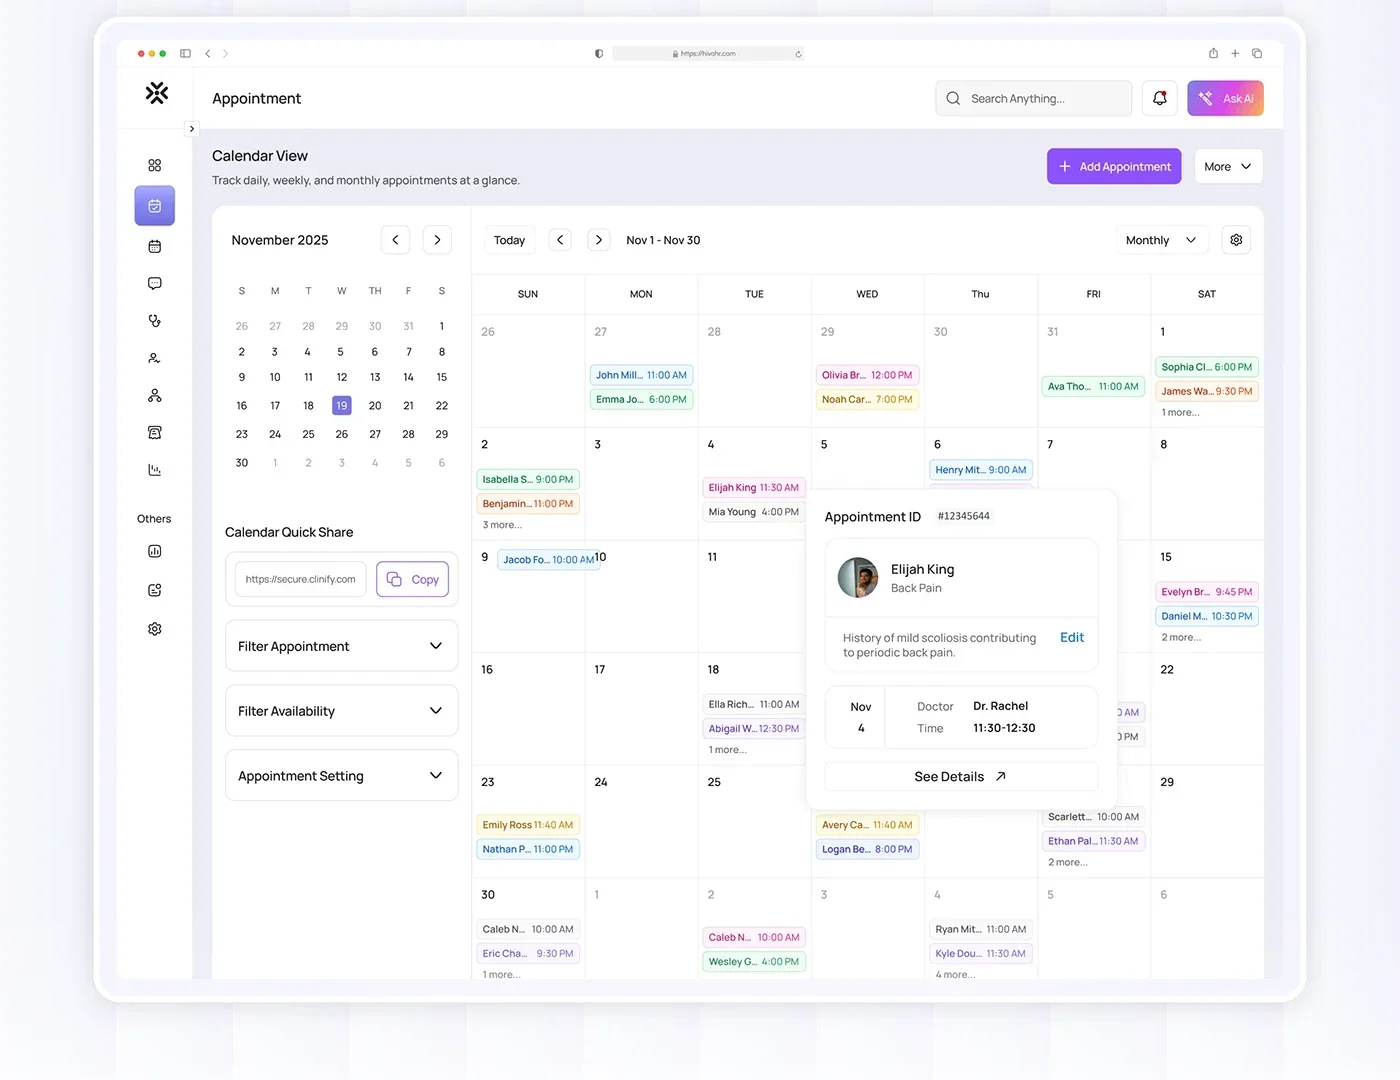 https://hivohr.com
Appointment
Search Anything...
Ask Ai
Calendar View
Track daily, weekly, and monthly appointments at a glance.
Add Appointment
More
November 2025
S M T W TH F S
26 27 28 29 30 31 1
2 3 4 5 6 7 8
9 10 11 12 13 14 15
16 17 18 19 20 21 22
23 24 25 26 27 28 29
30 1 2 3 4 5 6
Others
Calendar Quick Share
https://secure.clinify.com
Copy
Filter Appointment
Filter Availability
Appointment Setting
Today
Nov 1 - Nov 30
Monthly
SUN MON TUE WED Thu FRI SAT
26 27 28 29 30 31 1
John Mill... 11:00 AM
Emma Jo... 6:00 PM
Olivia Br... 12:00 PM
Noah Car... 7:00 PM
Ava Tho... 11:00 AM
Sophia Cl... 6:00 PM
James Wa... 9:30 PM
1 more...
2 3 4 5 6 7 8
Isabella S... 9:00 PM
Benjamin... 11:00 PM
3 more...
Elijah King 11:30 AM
Mia Young 4:00 PM
Henry Mit... 9:00 AM
9 10 11 15
Jacob Fo... 10:00 AM
Evelyn Br... 9:45 PM
Daniel M... 10:30 PM
2 more...
16 17 18 22
Ella Rich... 11:00 AM
Abigail W... 12:30 PM
1 more...
AM
PM
23 24 25 29
Emily Ross 11:40 AM
Nathan P... 11:00 PM
Avery Ca... 11:40 AM
Logan Be... 8:00 PM
Scarlett... 10:00 AM
Ethan Pal... 11:30 AM
2 more...
30 1 2 3 4 5 6
Caleb N... 10:00 AM
Eric Cha... 9:30 PM
1 more...
Caleb N... 10:00 AM
Wesley G... 4:00 PM
Ryan Mit... 11:00 AM
Kyle Dou... 11:30 AM
4 more...
Appointment ID #12345644
Elijah King
Back Pain
History of mild scoliosis contributing
to periodic back pain.
Edit
Nov
4
Doctor Dr. Rachel
Time 11:30-12:30
See Details